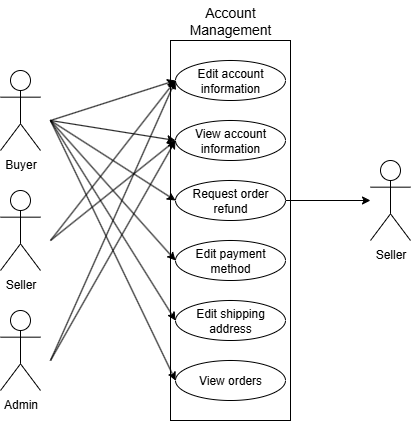 Account
Management
Edit account
information
View account
information
Buyer
Request order
refund
Seller
Edit payment
method
Seller
Edit shipping
address
View orders
Admin